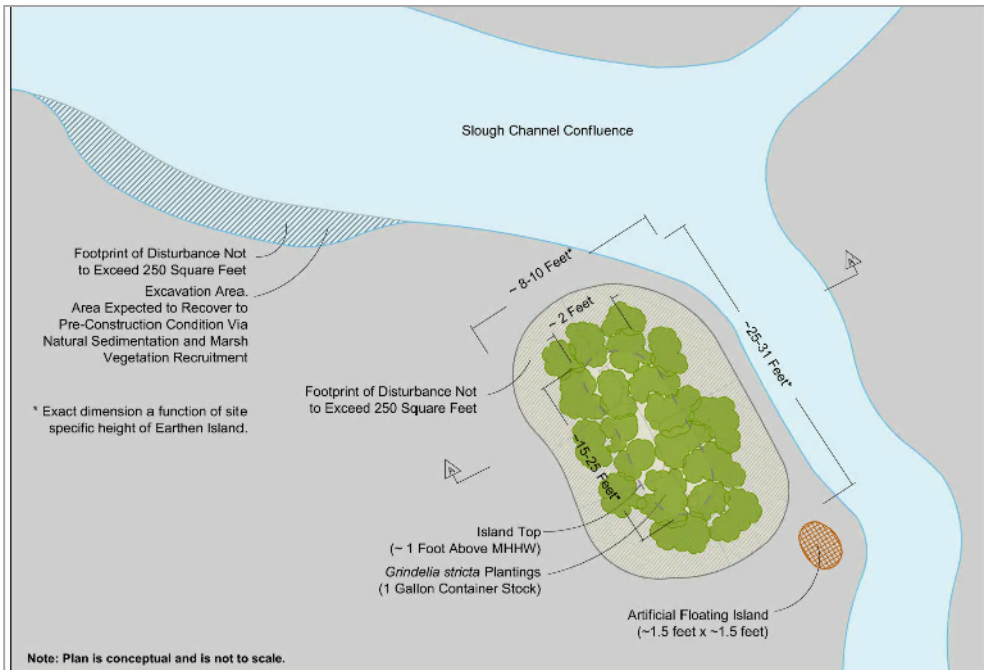 Slough Channel Confluence
Footprint of Disturbance Not
to Exceed 250 Square Feet
Excavation Area.
Area Expected to Recover to
Pre-Construction Condition Via
Natural Sedimentation and Marsh
Vegetation Recruitment
* Exact dimension a function of site
specific height of Earthen Island.
~ 8-10 Feet*
~ 2 Feet
~25-31 Feet*
A
Footprint of Disturbance Not
to Exceed 250 Square Feet
~15-25 Feet*
A
Island Top
(~ 1 Foot Above MHHW)
Grindelia stricta Plantings
(1 Gallon Container Stock)
Artificial Floating Island
(~1.5 feet x ~1.5 feet)
Note: Plan is conceptual and is not to scale.